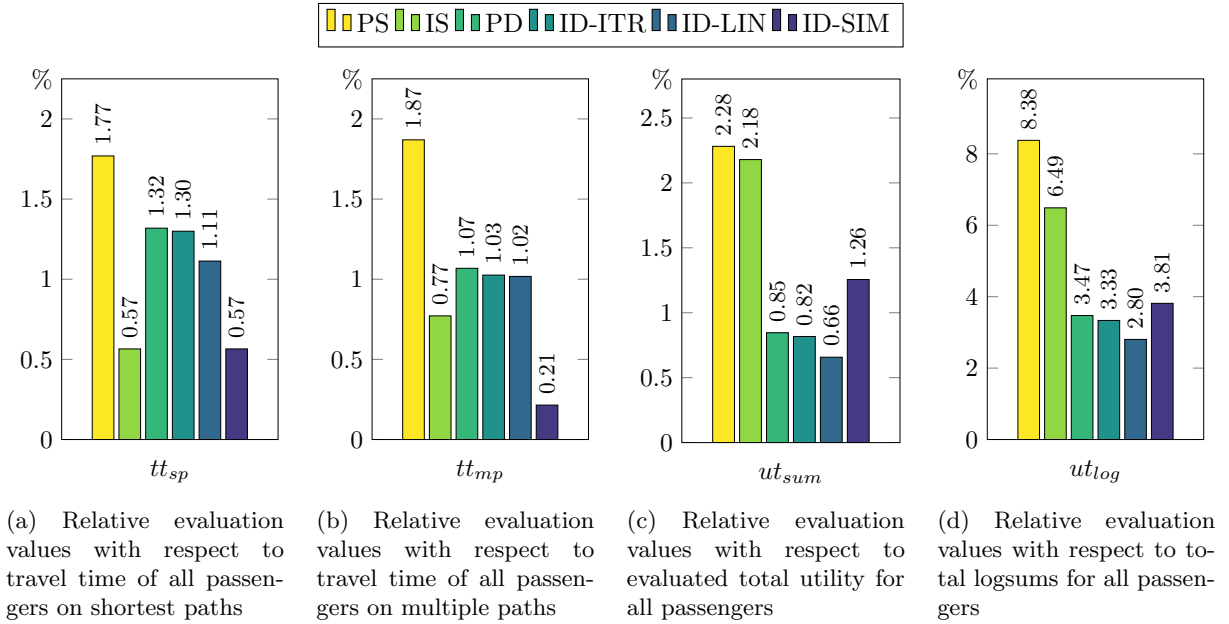 PS IS PD ID-ITR ID-LIN ID-SIM
%
2
1.5
1
0.5
0
1.77
0.57
1.32
1.30
1.11
0.57
tt_sp
(a) Relative evaluation
values with respect to
travel time of all passen-
gers on shortest paths
%
2
1.5
1
0.5
0
1.87
0.77
1.07
1.03
1.02
0.21
tt_mp
(b) Relative evaluation
values with respect to
travel time of all passen-
gers on multiple paths
%
2.5
2
1.5
1
0.5
0
2.28
2.18
0.85
0.82
0.66
1.26
ut_sum
(c) Relative evaluation
values with respect to
evaluated total utility for
all passengers
%
8
6
4
2
0
8.38
6.49
3.47
3.33
2.80
3.81
ut_log
(d) Relative evaluation
values with respect to to-
tal logsums for all passen-
gers